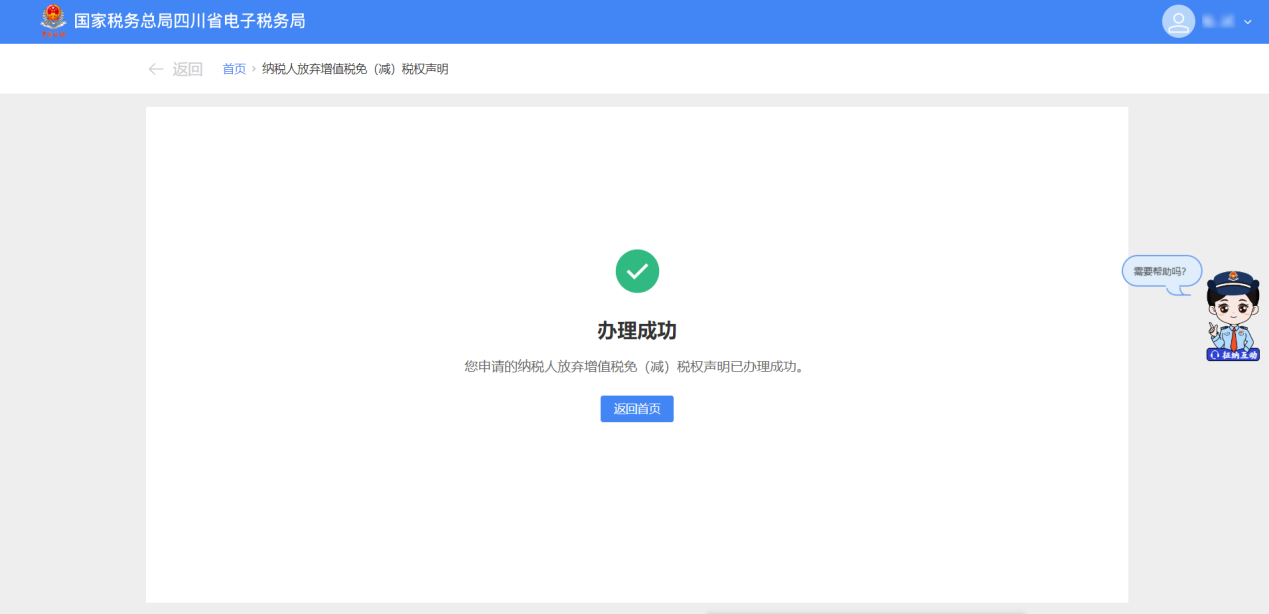 国家税务总局四川省电子税务局
返回 首页 › 纳税人放弃增值税免（减）税权声明
需要帮助吗?
征纳互动
办理成功
您申请的纳税人放弃增值税免（减）税权声明已办理成功。
返回首页